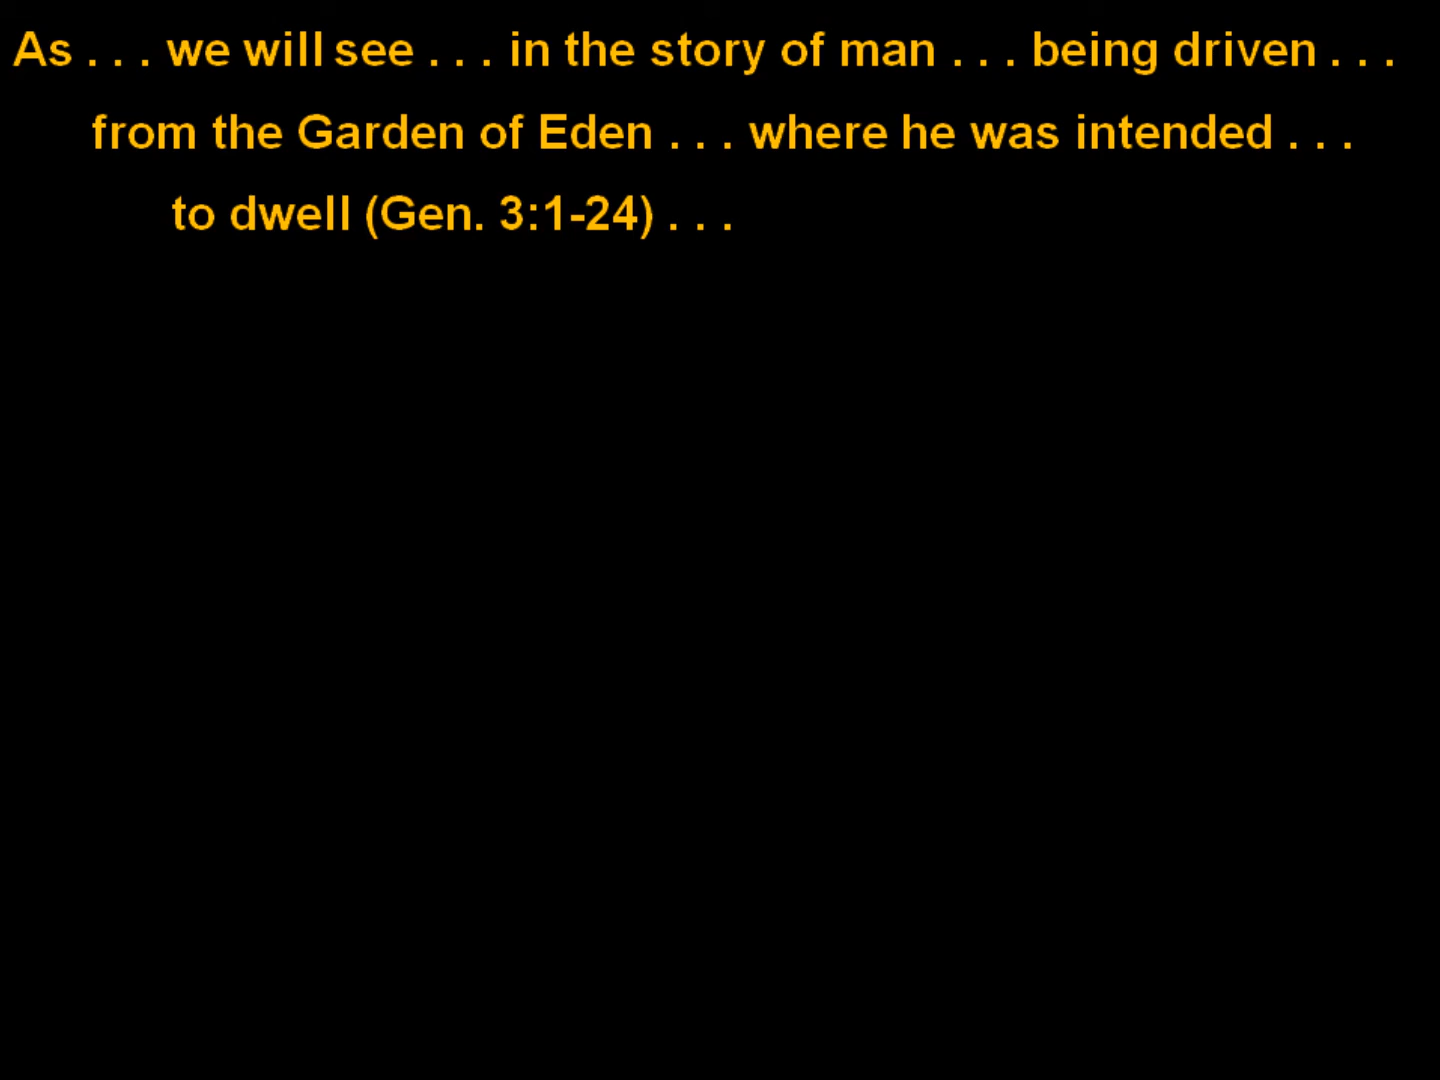 As . . . we will see . . . in the story of man . . . being driven . . .
from the Garden of Eden . . . where he was intended . . .
to dwell (Gen. 3:1-24) . . .